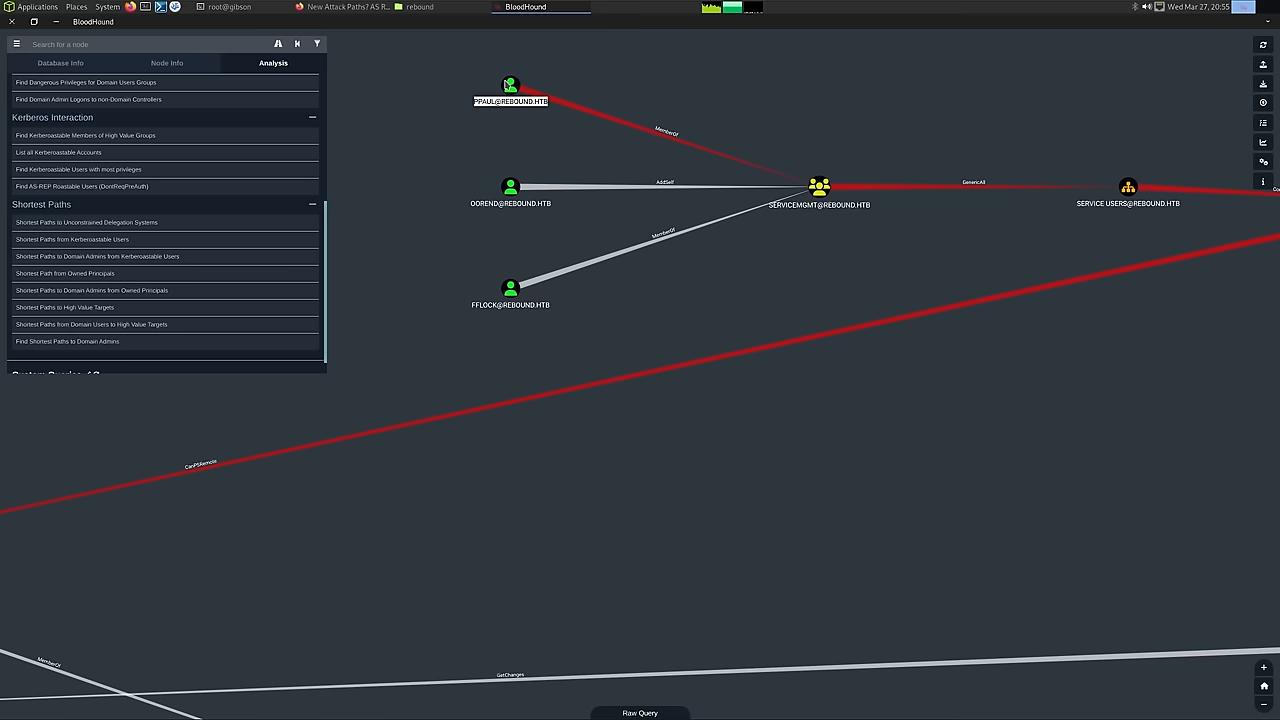 Applications Places System root@gibson New Attack Paths? AS R... rebound BloodHound Wed Mar 27, 20:55
BloodHound
Search for a node
Database Info Node Info Analysis
Find Dangerous Privileges for Domain Users Groups
Find Domain Admin Logons to non-Domain Controllers
Kerberos Interaction
Find Kerberoastable Members of High Value Groups
List all Kerberoastable Accounts
Find Kerberoastable Users with most privileges
Find AS-REP Roastable Users (DontReqPreAuth)
Shortest Paths
Shortest Paths to Unconstrained Delegation Systems
Shortest Paths from Kerberoastable Users
Shortest Paths to Domain Admins from Kerberoastable Users
Shortest Path from Owned Principals
Shortest Paths to Domain Admins from Owned Principals
Shortest Paths to High Value Targets
Shortest Paths from Domain Users to High Value Targets
Find Shortest Paths to Domain Admins
PPAUL@REBOUND.HTB
MemberOf
OOREND@REBOUND.HTB
AddSelf
SERVICEMGMT@REBOUND.HTB
GenericAll
SERVICE USERS@REBOUND.HTB
MemberOf
FFLOCK@REBOUND.HTB
CanPSRemote
MemberOf
GetChanges
Raw Query